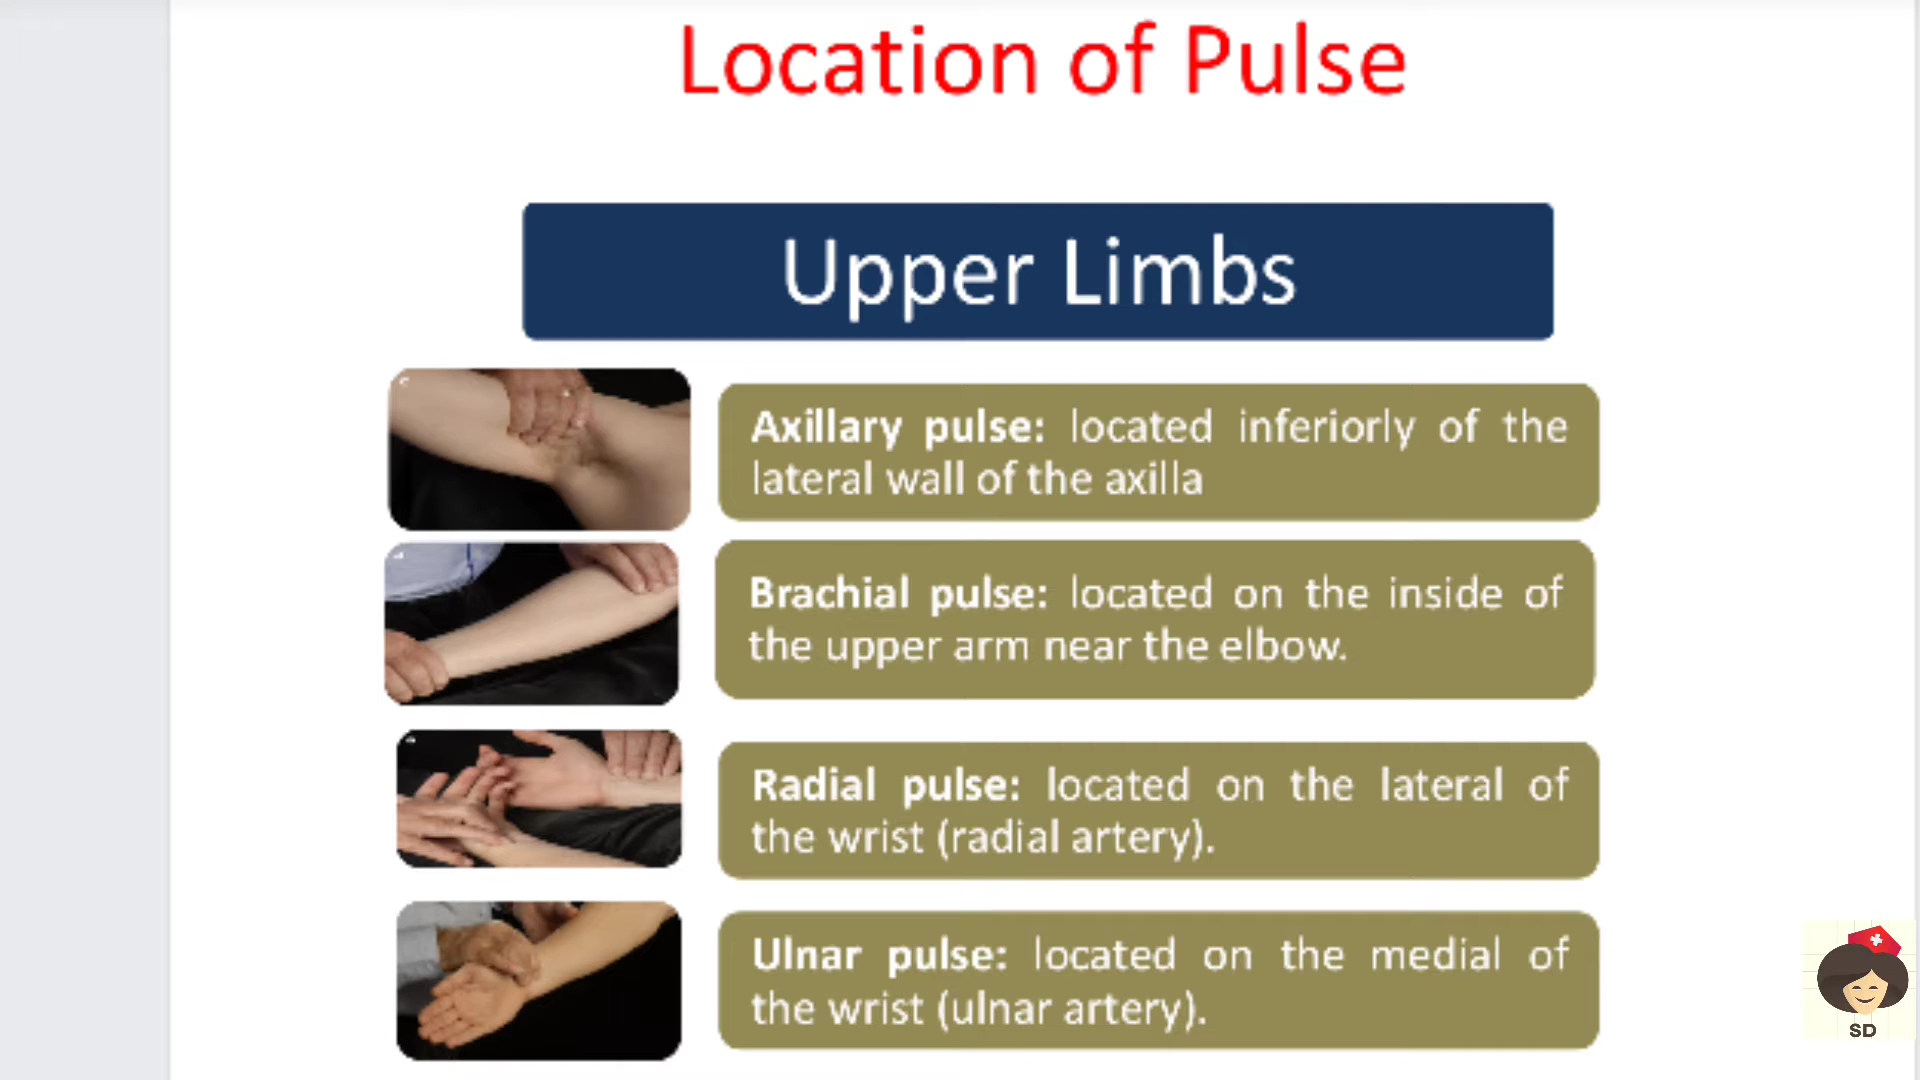 Location of Pulse
Upper Limbs
Axillary pulse: located inferiorly of the
lateral wall of the axilla
Brachial pulse: located on the inside of
the upper arm near the elbow.
Radial pulse: located on the lateral of
the wrist (radial artery).
Ulnar pulse: located on the medial of
the wrist (ulnar artery).
SD